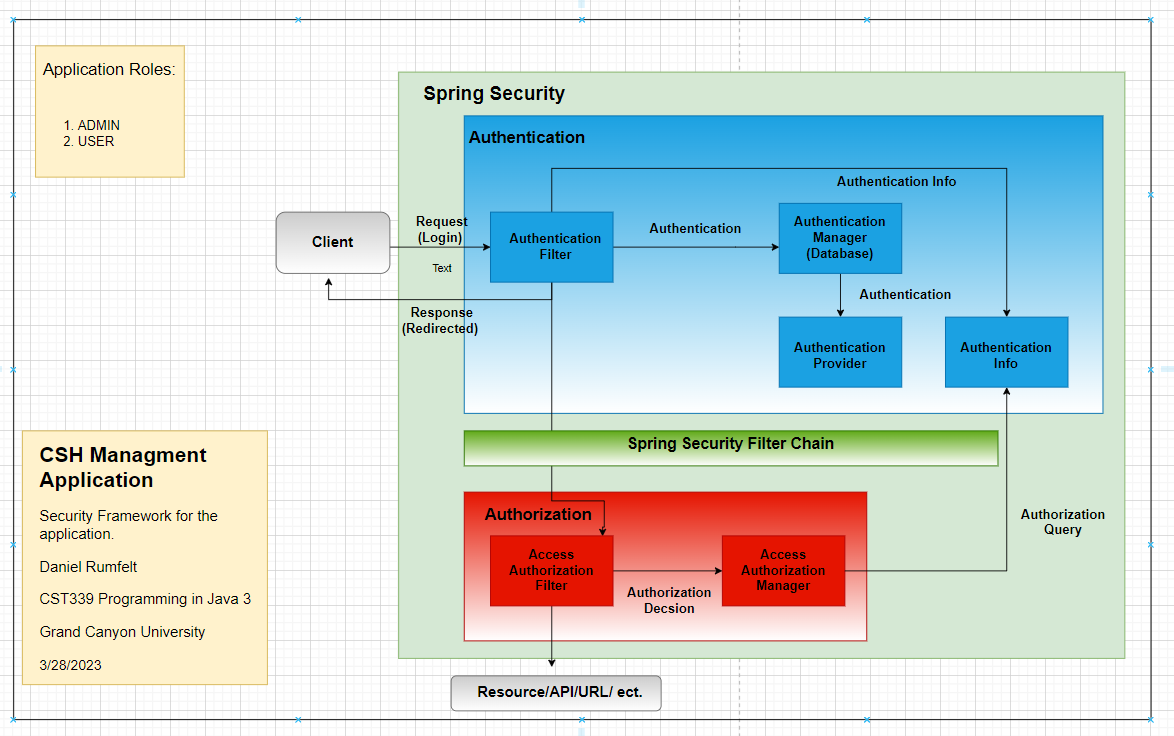 Application Roles:
1. ADMIN
2. USER
Spring Security
Authentication
Authentication Info
Client
Request
(Login)
Text
Response
(Redirected)
Authentication
Filter
Authentication
Authentication
Manager
(Database)
Authentication
Authentication
Provider
Authentication
Info
Spring Security Filter Chain
Authorization
Access
Authorization
Filter
Authorization
Decsion
Access
Authorization
Manager
Authorization
Query
Resource/API/URL/ ect.
CSH Managment
Application
Security Framework for the
application.
Daniel Rumfelt
CST339 Programming in Java 3
Grand Canyon University
3/28/2023